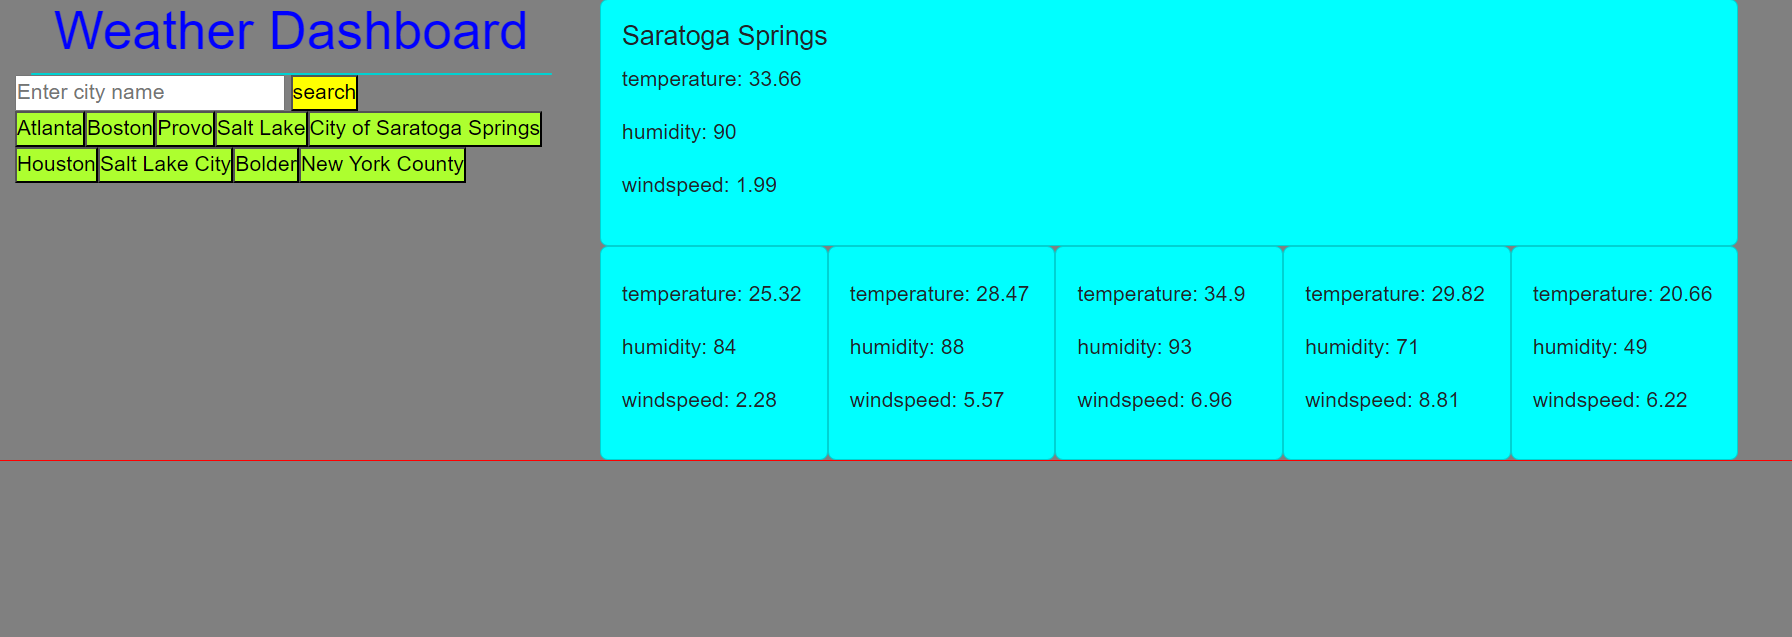 Weather Dashboard
Enter city name search
Atlanta Boston Provo Salt Lake City of Saratoga Springs
Houston Salt Lake City Bolder New York County
Saratoga Springs
temperature: 33.66
humidity: 90
windspeed: 1.99
temperature: 25.32
humidity: 84
windspeed: 2.28
temperature: 28.47
humidity: 88
windspeed: 5.57
temperature: 34.9
humidity: 93
windspeed: 6.96
temperature: 29.82
humidity: 71
windspeed: 8.81
temperature: 20.66
humidity: 49
windspeed: 6.22